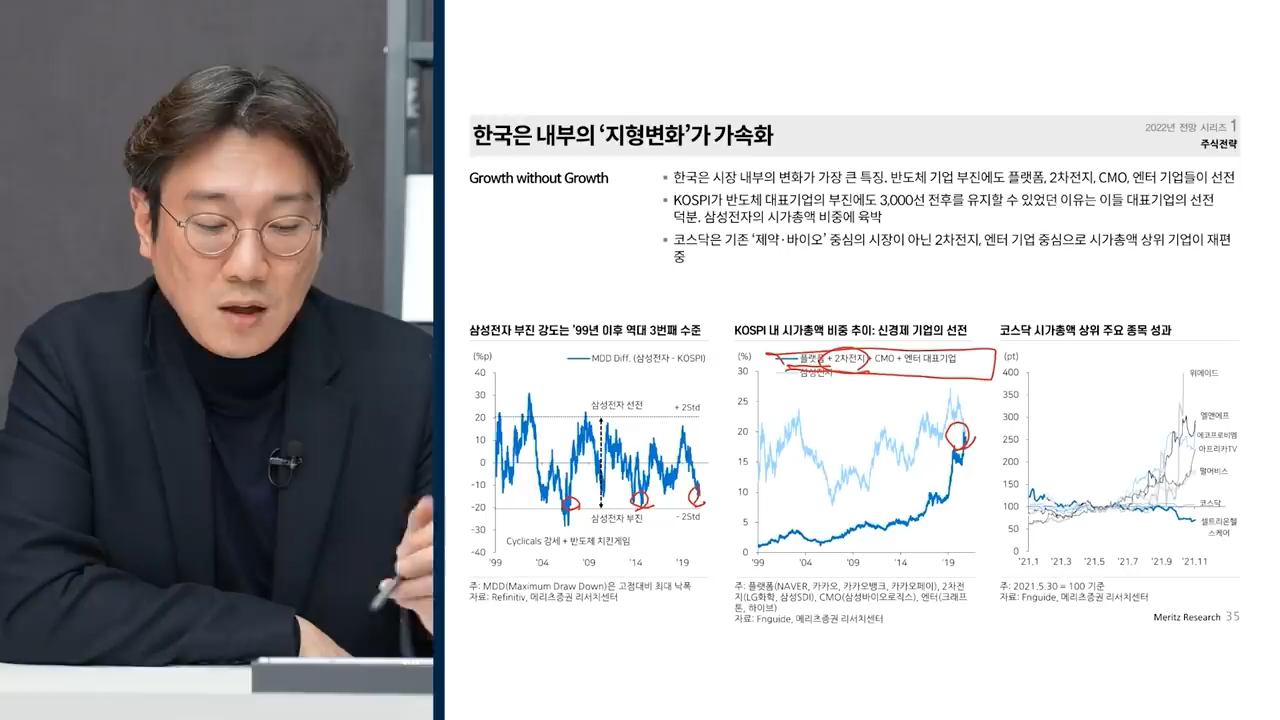 한국은 내부의 ‘지형변화’가 가속화
2022년 전망 시리즈 1
주식전략
Growth without Growth
▪ 한국은 시장 내부의 변화가 가장 큰 특징. 반도체 기업 부진에도 플랫폼, 2차전지, CMO, 엔터 기업들이 선전
▪ KOSPI가 반도체 대표기업의 부진에도 3,000선 전후를 유지할 수 있었던 이유는 이들 대표기업의 선전
덕분. 삼성전자의 시가총액 비중에 육박
▪ 코스닥은 기존 ‘제약·바이오’ 중심의 시장이 아닌 2차전지, 엔터 기업 중심으로 시가총액 상위 기업이 재편
중
삼성전자 부진 강도는 ’99년 이후 역대 3번째 수준
(%p)
MDD Diff. (삼성전자 - KOSPI)
40
30
20
10
0
-10
-20
-30
-40
삼성전자 선전
+ 2Std
삼성전자 부진
- 2Std
Cyclicals 강세 + 반도체 치킨게임
'99 '04 '09 '14 '19
주: MDD(Maximum Draw Down)은 고점대비 최대 낙폭
자료: Refinitiv, 메리츠증권 리서치센터
KOSPI 내 시가총액 비중 추이: 신경제 기업의 선전
(%)
플랫폼 + 2차전지 + CMO + 엔터 대표기업
삼성전자
30
25
20
15
10
5
0
'99 '04 '09 '14 '19
주: 플랫폼(NAVER, 카카오, 카카오뱅크, 카카오페이), 2차전
지(LG화학, 삼성SDI), CMO(삼성바이오로직스), 엔터(크래프
톤, 하이브)
자료: Fnguide, 메리츠증권 리서치센터
코스닥 시가총액 상위 주요 종목 성과
(pt)
400
350
300
250
200
150
100
50
0
위메이드
엘앤에프
에코프로비엠
아프리카TV
펄어비스
코스닥
셀트리온헬
스케어
'21.1 '21.3 '21.5 '21.7 '21.9 '21.11
주: 2021.5.30 = 100 기준
자료: Fnguide, 메리츠증권 리서치센터
Meritz Research 35